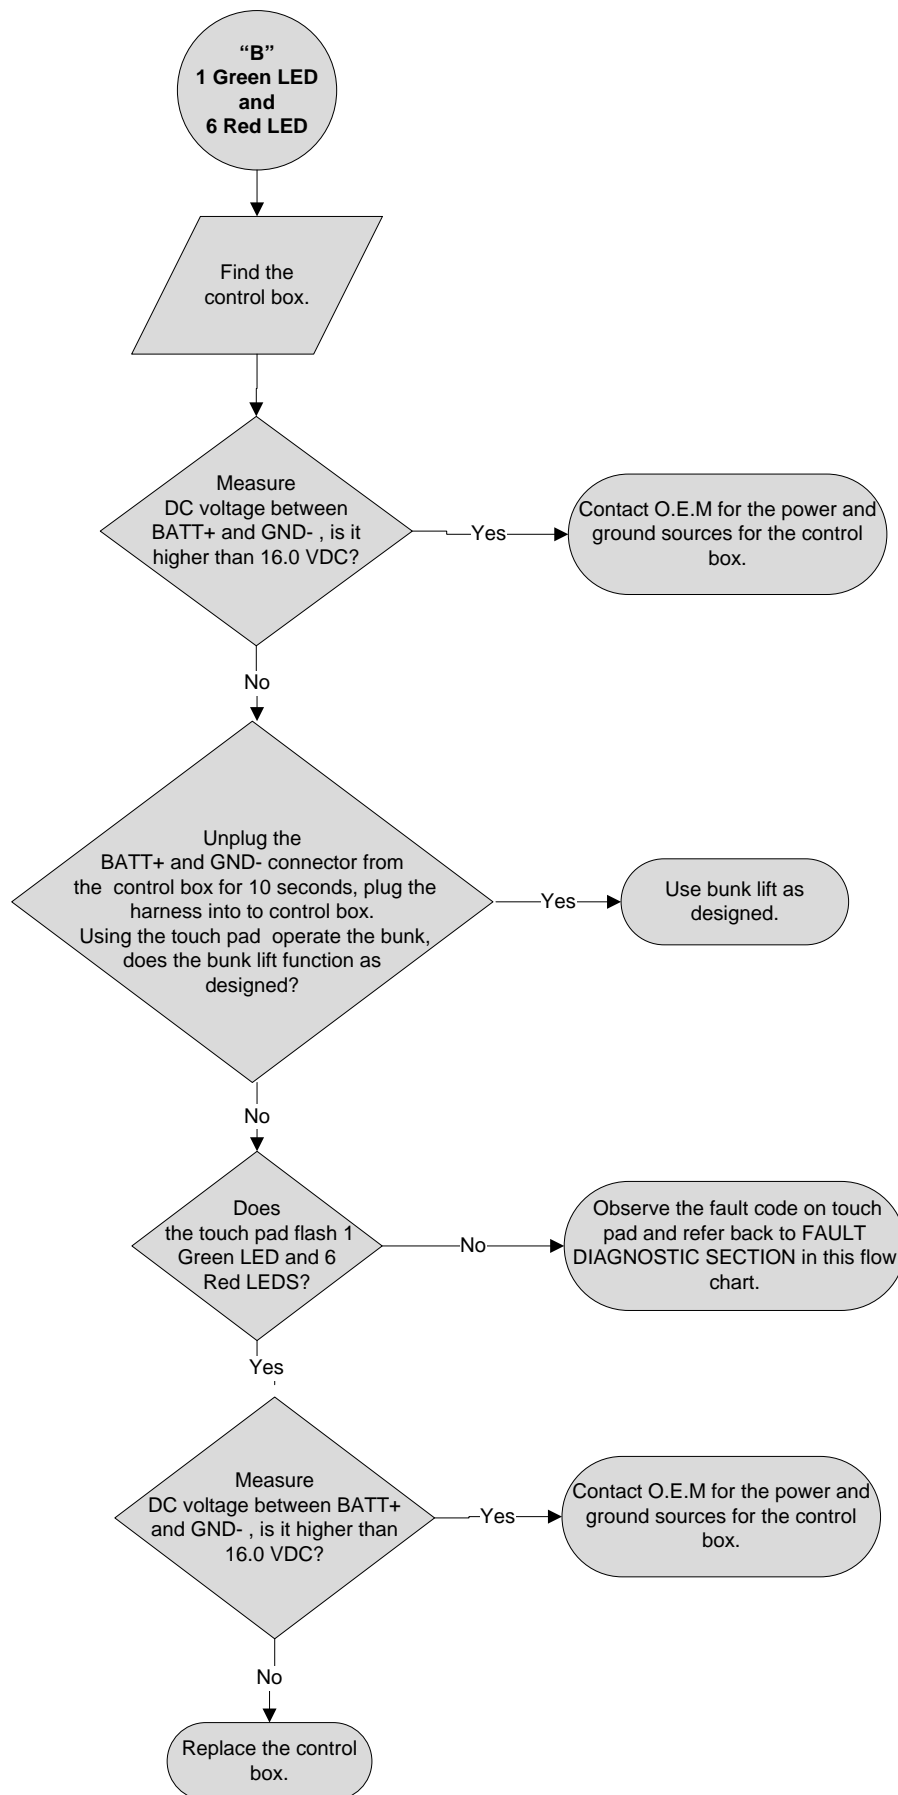 “B”
1 Green LED
and
6 Red LED
Find the
control box.
Measure
DC voltage between
BATT+ and GND- , is it
higher than 16.0 VDC?
Yes
Contact O.E.M for the power and
ground sources for the control
box.
No
Unplug the
BATT+ and GND- connector from
the control box for 10 seconds, plug the
harness into to control box.
Using the touch pad operate the bunk,
does the bunk lift function as
designed?
Yes
Use bunk lift as
designed.
No
Does
the touch pad flash 1
Green LED and 6
Red LEDS?
No
Observe the fault code on touch
pad and refer back to FAULT
DIAGNOSTIC SECTION in this flow
chart.
Yes
Measure
DC voltage between BATT+
and GND- , is it higher than
16.0 VDC?
Yes
Contact O.E.M for the power and
ground sources for the control
box.
No
Replace the control
box.